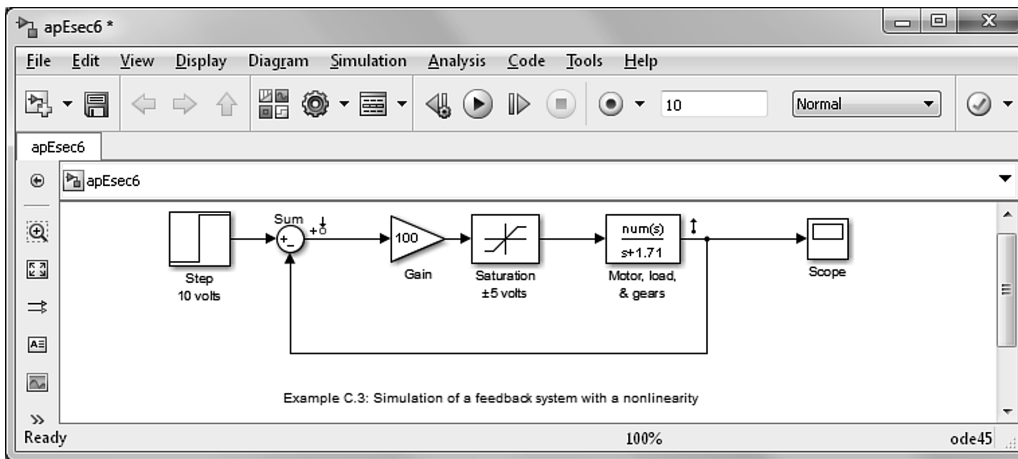 apEsec6 *
File Edit View Display Diagram Simulation Analysis Code Tools Help
10 Normal
apEsec6
apEsec6
Sum
+
−
+
100
num(s)
s+1.71
Step
10 volts
Gain
Saturation
±5 volts
Motor, load,
& gears
Scope
Example C.3: Simulation of a feedback system with a nonlinearity
Ready 100% ode45